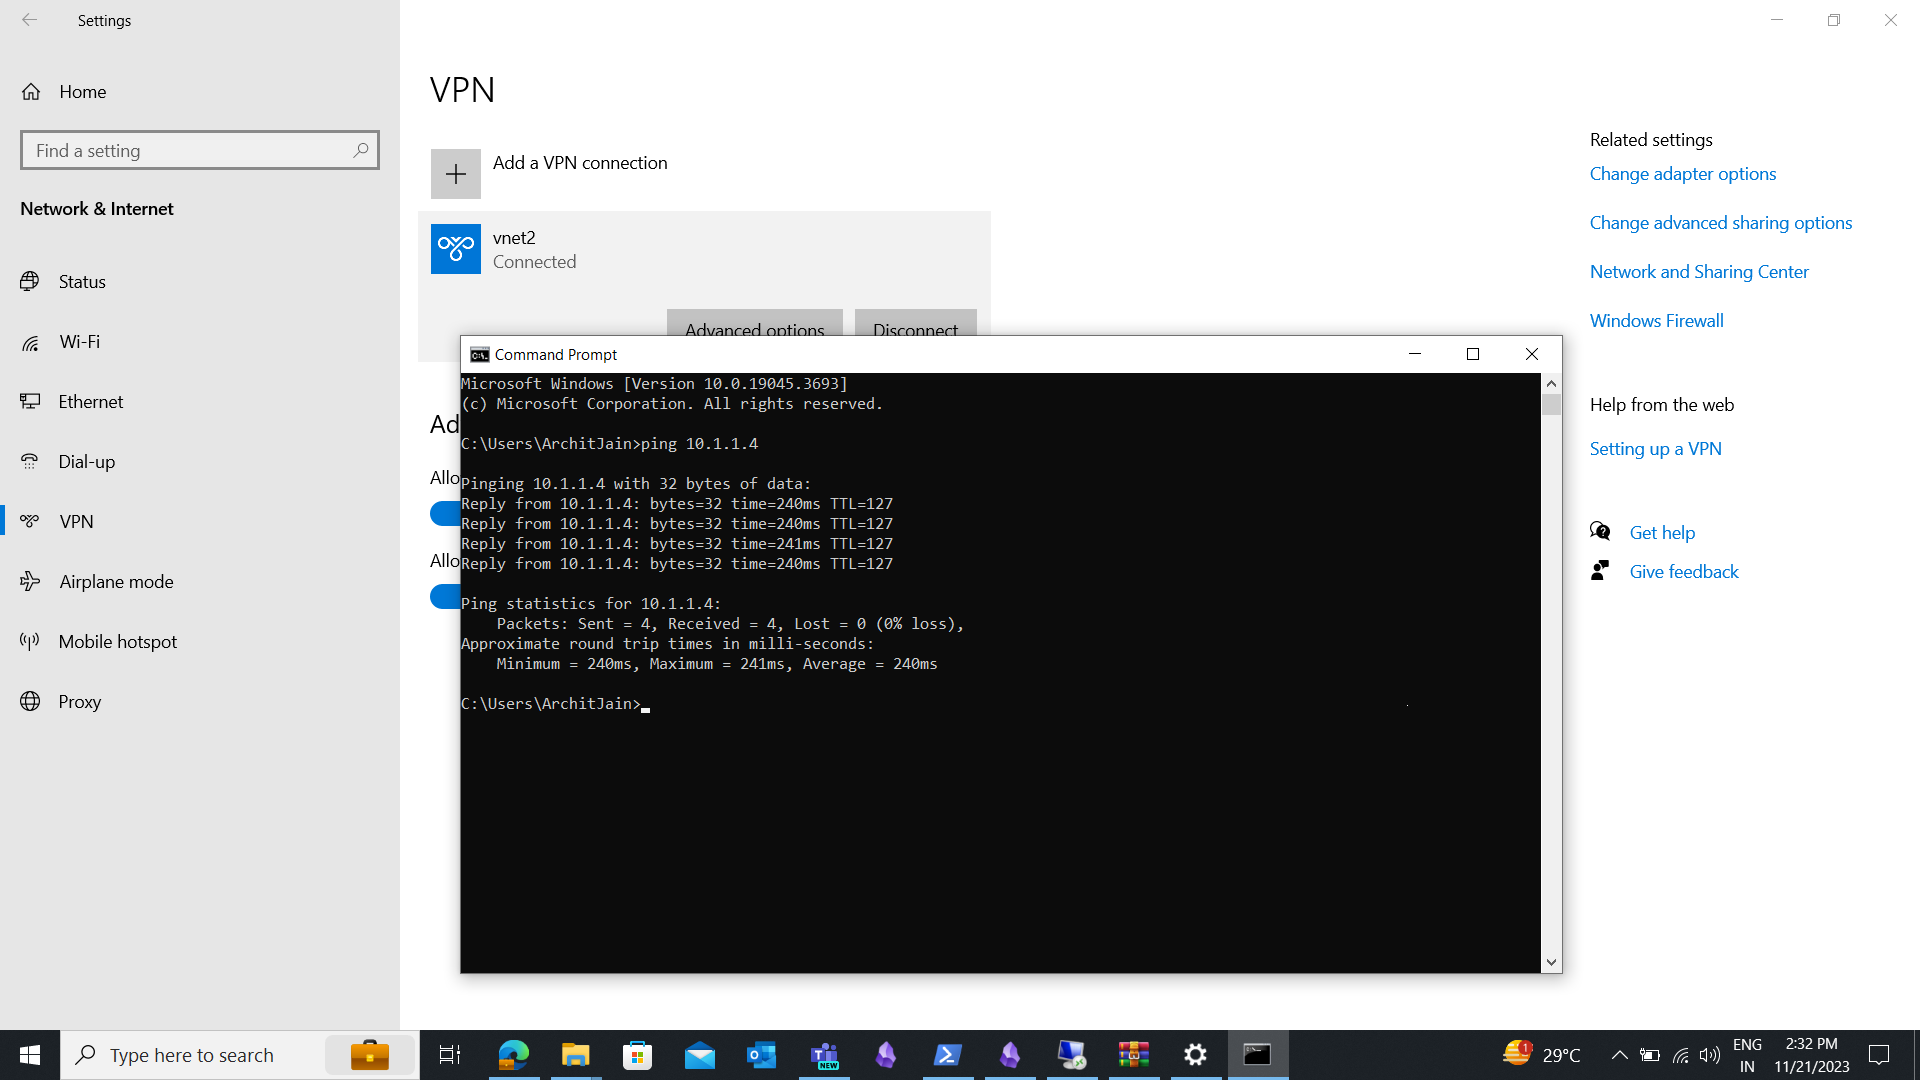 Settings
Home
Find a setting
Network & Internet
Status
Wi-Fi
Ethernet
Dial-up
VPN
Airplane mode
Mobile hotspot
Proxy
VPN
Add a VPN connection
vnet2
Connected
Advanced options
Disconnect
Ad
Allo
Allo
Command Prompt
Microsoft Windows [Version 10.0.19045.3693]
(c) Microsoft Corporation. All rights reserved.
C:\Users\ArchitJain>ping 10.1.1.4
Pinging 10.1.1.4 with 32 bytes of data:
Reply from 10.1.1.4: bytes=32 time=240ms TTL=127
Reply from 10.1.1.4: bytes=32 time=240ms TTL=127
Reply from 10.1.1.4: bytes=32 time=241ms TTL=127
Reply from 10.1.1.4: bytes=32 time=240ms TTL=127
Ping statistics for 10.1.1.4:
Packets: Sent = 4, Received = 4, Lost = 0 (0% loss),
Approximate round trip times in milli-seconds:
Minimum = 240ms, Maximum = 241ms, Average = 240ms
C:\Users\ArchitJain>
Related settings
Change adapter options
Change advanced sharing options
Network and Sharing Center
Windows Firewall
Help from the web
Setting up a VPN
Get help
Give feedback
Type here to search
NEW
1
29°C
ENG
IN
2:32 PM
11/21/2023